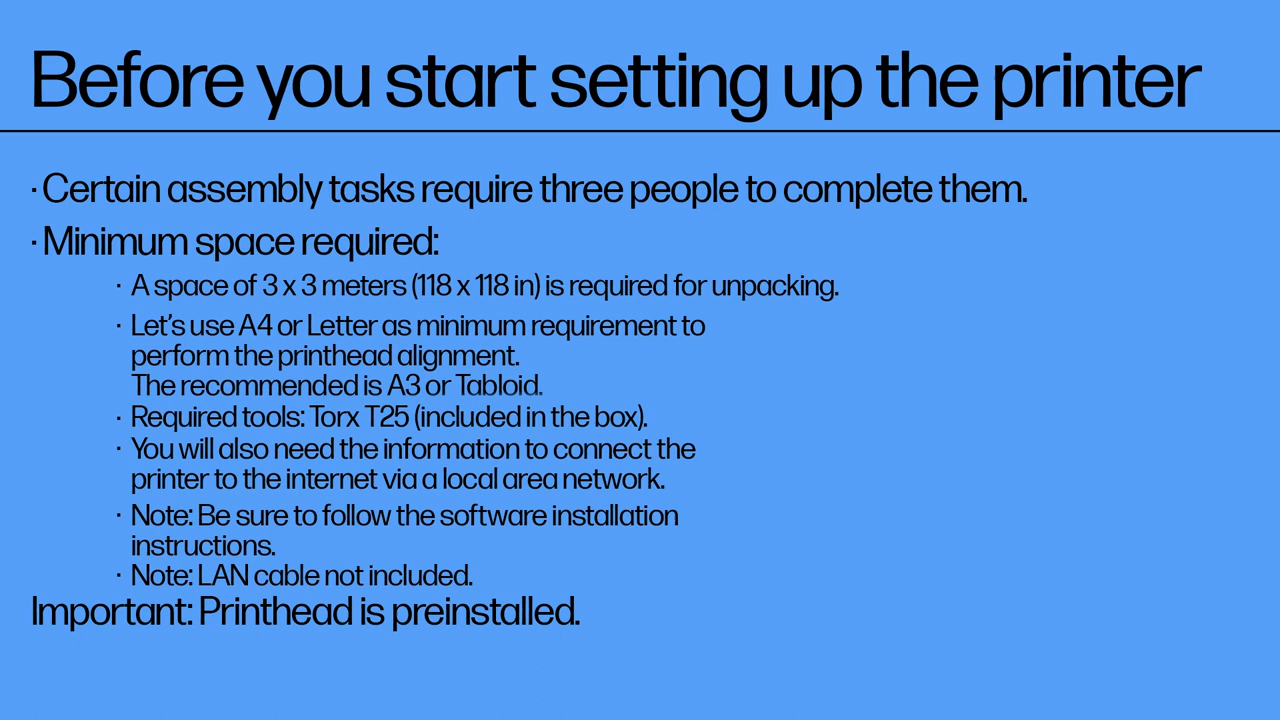 Before you start setting up the printer
· Certain assembly tasks require three people to complete them.
· Minimum space required:
· A space of 3 x 3 meters (118 x 118 in) is required for unpacking.
· Let's use A4 or Letter as minimum requirement to
perform the printhead alignment.
The recommended is A3 or Tabloid.
· Required tools: Torx T25 (included in the box).
· You will also need the information to connect the
printer to the internet via a local area network.
· Note: Be sure to follow the software installation
instructions.
· Note: LAN cable not included.
Important: Printhead is preinstalled.